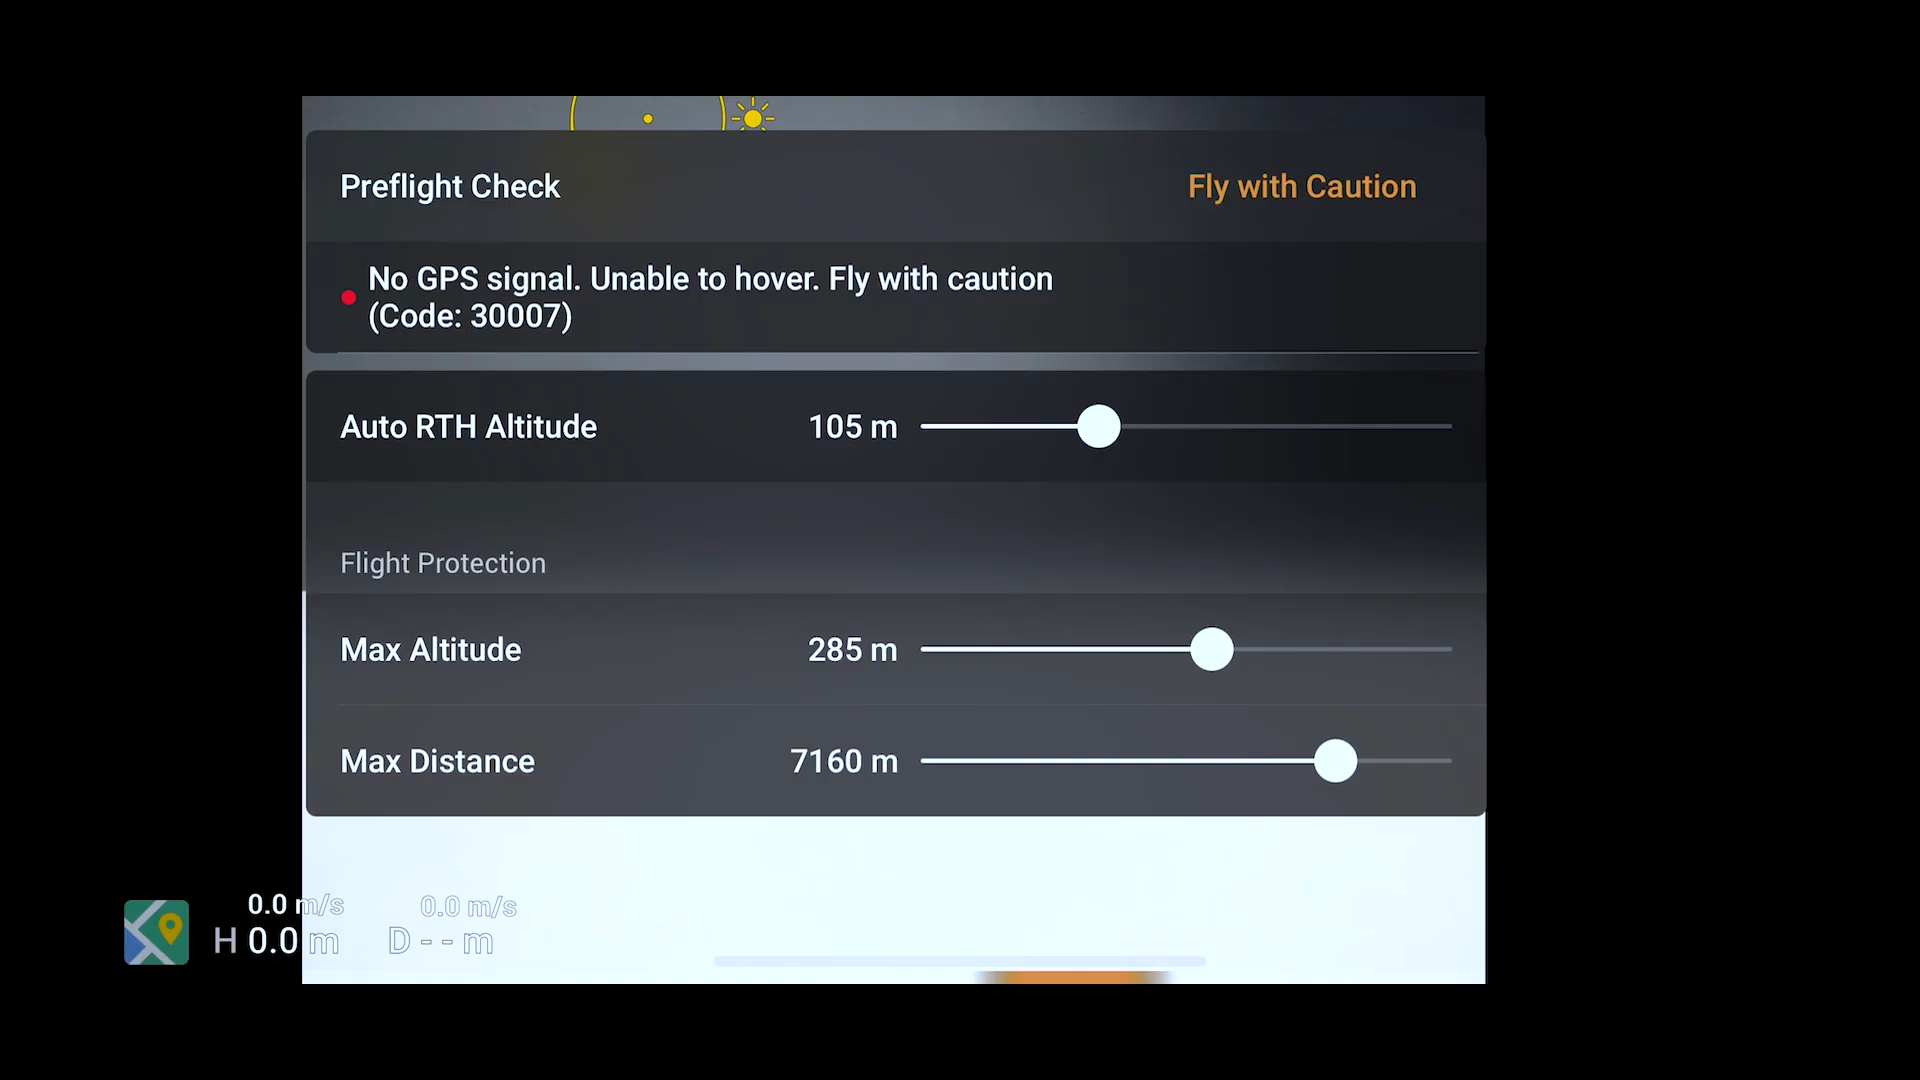 Preflight Check Fly with Caution
No GPS signal. Unable to hover. Fly with caution
(Code: 30007)
Auto RTH Altitude 105 m
Flight Protection
Max Altitude 285 m
Max Distance 7160 m
0.0 m/s 0.0 m/s
H 0.0 m D - - m